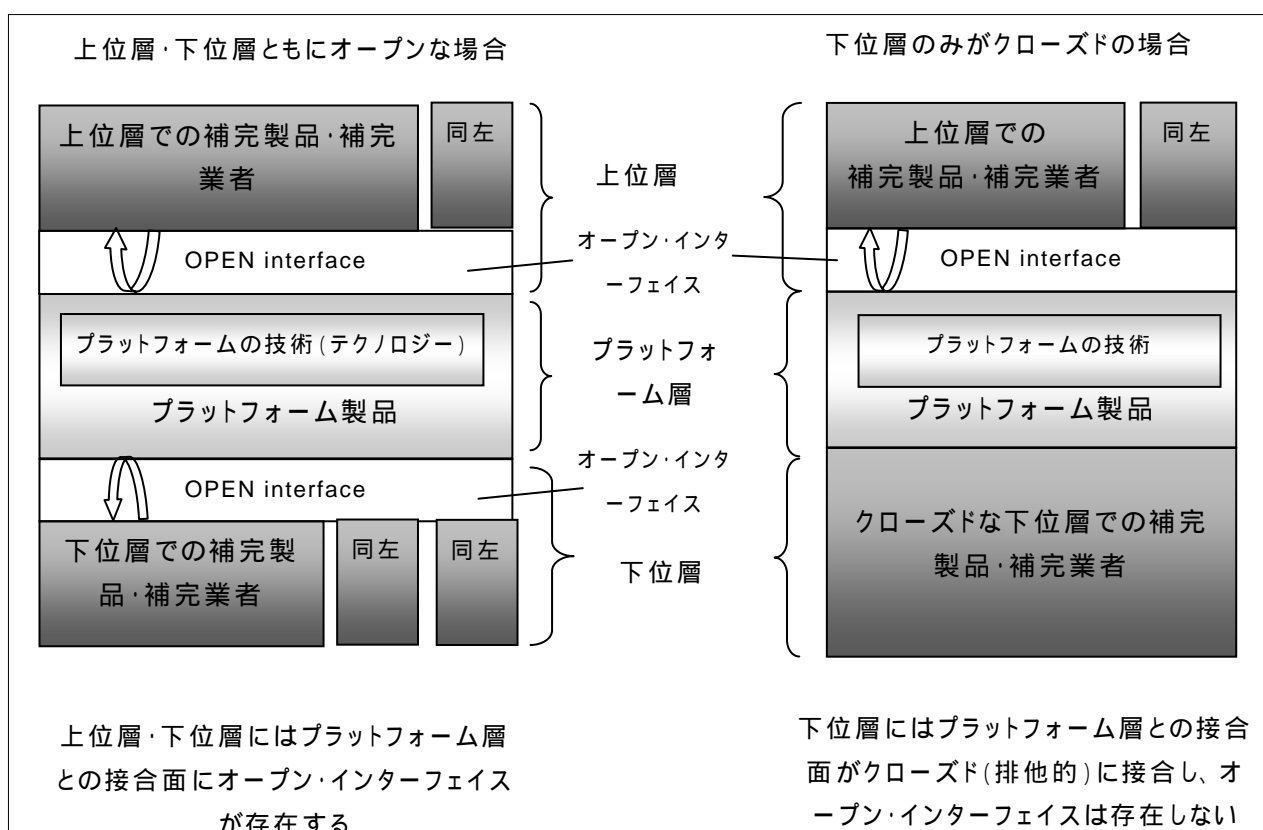 上位層・下位層ともにオープンな場合
上位層での補完製品・補完
業者
同左
OPEN interface
プラットフォームの技術(テクノロジー)
プラットフォーム製品
OPEN interface
下位層での補完製
品・補完業者
同左
同左
上位層・下位層にはプラットフォーム層
との接合面にオープン・インターフェイス
が存在する
上位層
オープン・インタ
ーフェイス
プラットフォ
ーム層
オープン・インタ
ーフェイス
下位層
下位層のみがクローズドの場合
上位層での
補完製品・補完業者
同左
OPEN interface
プラットフォームの技術
プラットフォーム製品
クローズドな下位層での補完
製品・補完業者
下位層にはプラットフォーム層との接合
面がクローズド(排他的)に接合し、オ
ープン・インターフェイスは存在しない